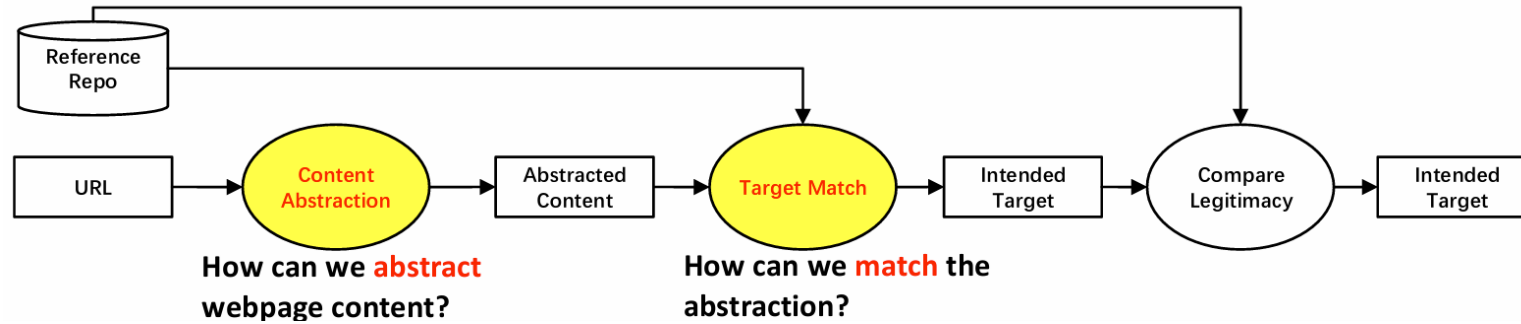 Reference
Repo
URL
Content
Abstraction
Abstracted
Content
Target Match
Intended
Target
Compare
Legitimacy
Intended
Target
How can we abstract
webpage content?
How can we match the
abstraction?